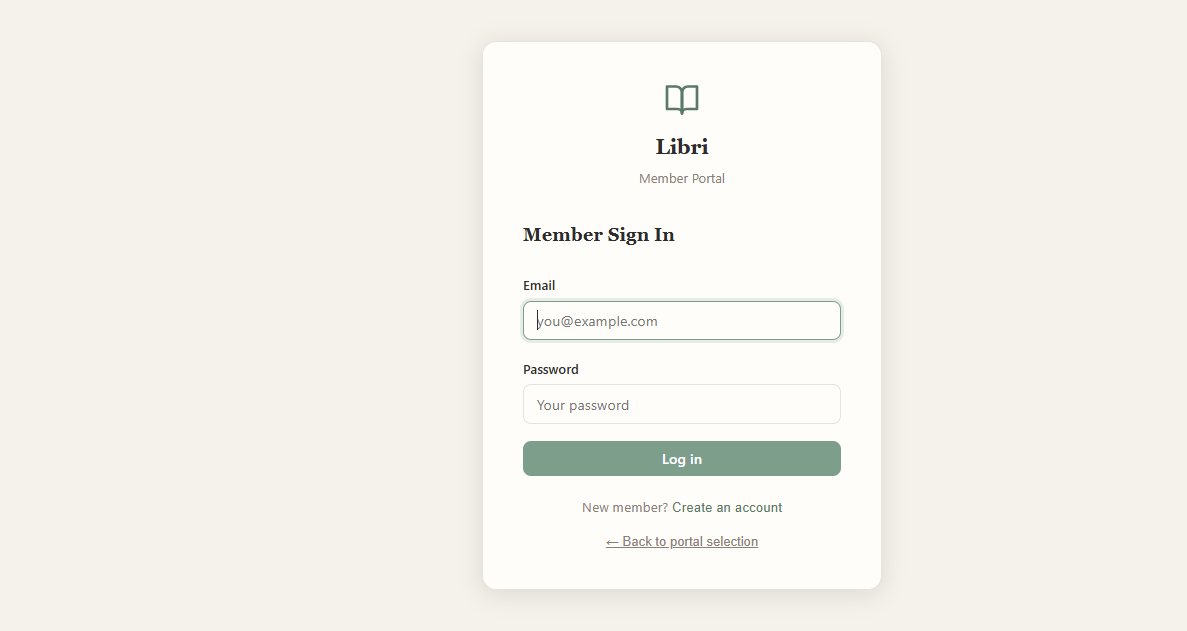 Libri
Member Portal
Member Sign In
Email
you@example.com
Password
Your password
Log in
New member? Create an account
← Back to portal selection